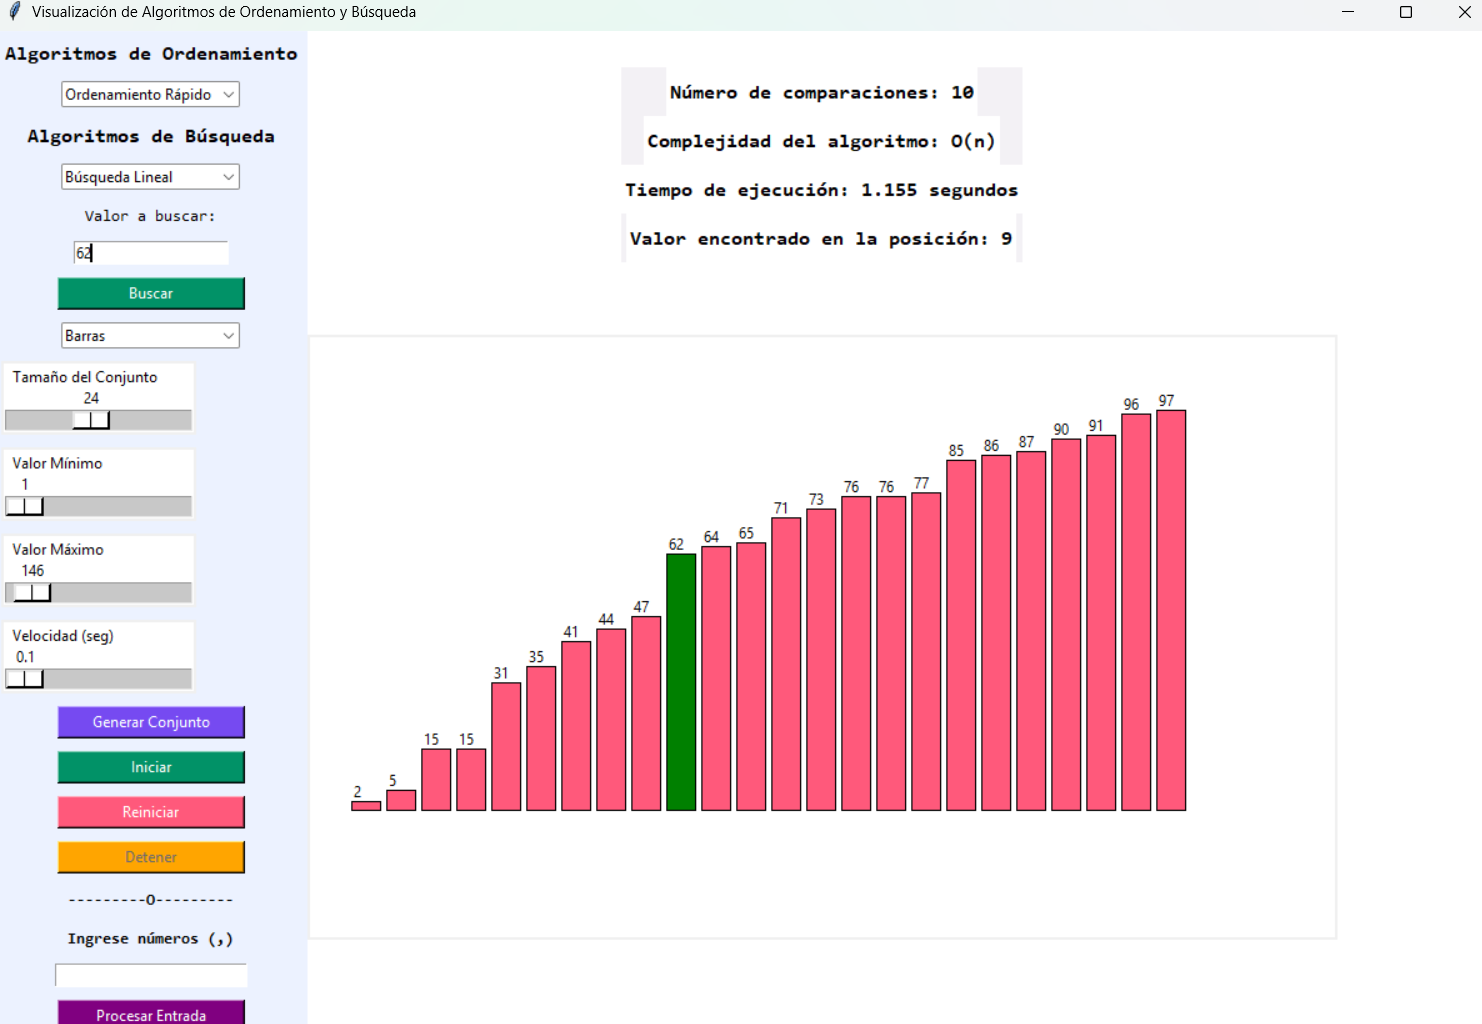 Visualización de Algoritmos de Ordenamiento y Búsqueda
Algoritmos de Ordenamiento
Ordenamiento Rápido
Algoritmos de Búsqueda
Búsqueda Lineal
Valor a buscar:
62
Buscar
Barras
Tamaño del Conjunto
24
Valor Mínimo
1
Valor Máximo
146
Velocidad (seg)
0.1
Generar Conjunto
Iniciar
Reiniciar
Detener
---------O---------
Ingrese números (,)
Procesar Entrada
Número de comparaciones: 10
Complejidad del algoritmo: O(n)
Tiempo de ejecución: 1.155 segundos
Valor encontrado en la posición: 9
2 5 15 15 31 35 41 44 47 62 64 65 71 73 76 76 77 85 86 87 90 91 96 97